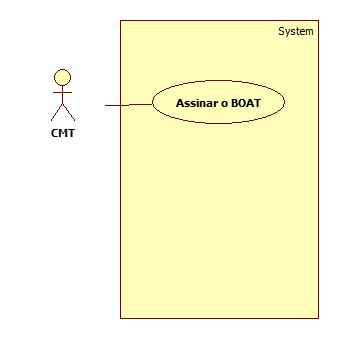 System
Assinar o BOAT
CMT